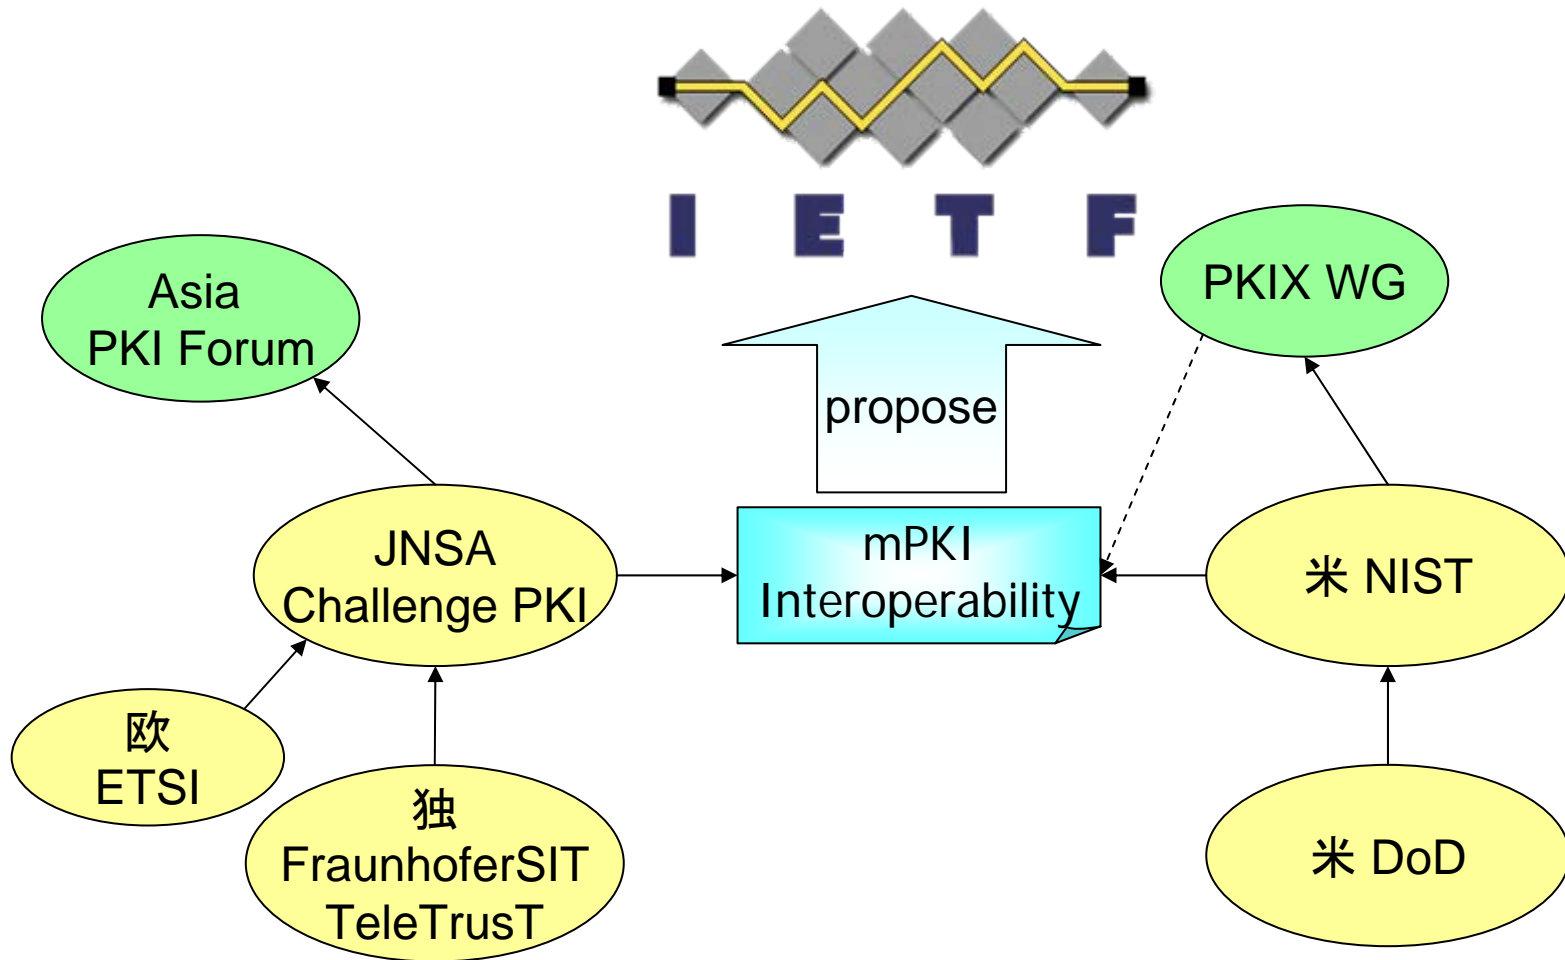 I E T F
Asia
PKI Forum
PKIX WG
propose
JNSA
Challenge PKI
mPKI
Interoperability
米 NIST
欧
ETSI
独
FraunhoferSIT
TeleTrusT
米 DoD